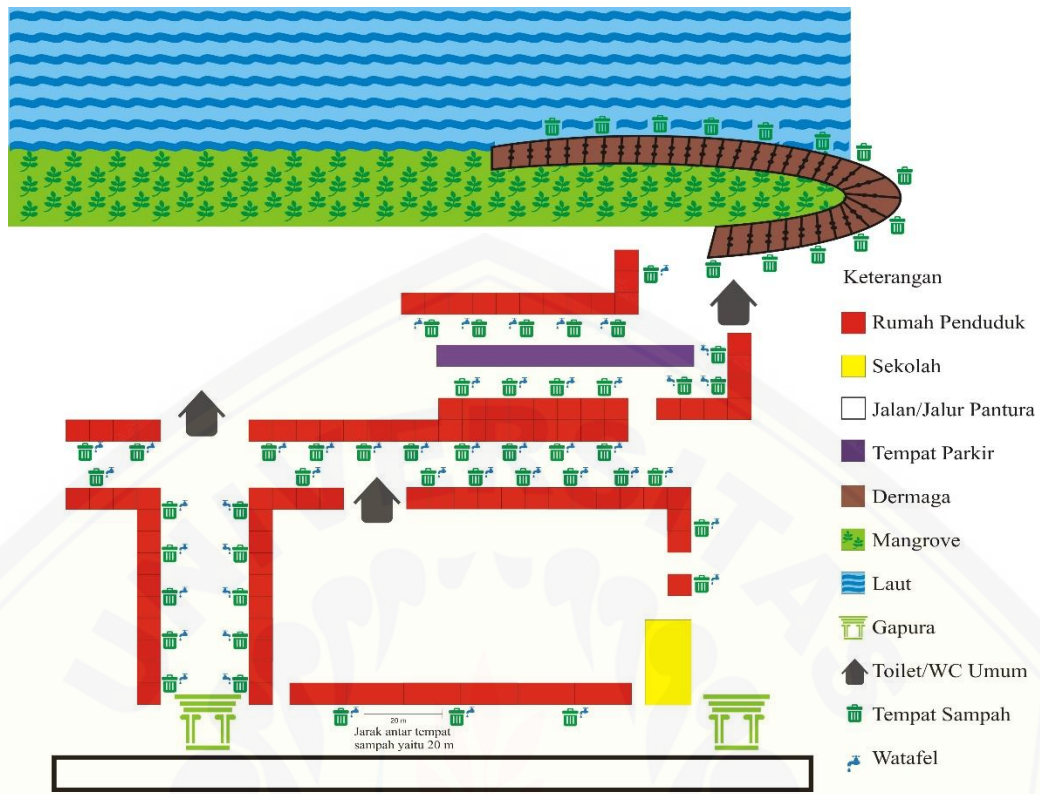 Keterangan
Rumah Penduduk
Sekolah
Jalan/Jalur Pantura
Tempat Parkir
Dermaga
Mangrove
Laut
Gapura
Toilet/WC Umum
Tempat Sampah
Watafel
20 m
Jarak antar tempat
sampah yaitu 20 m
UNIVERSITAS